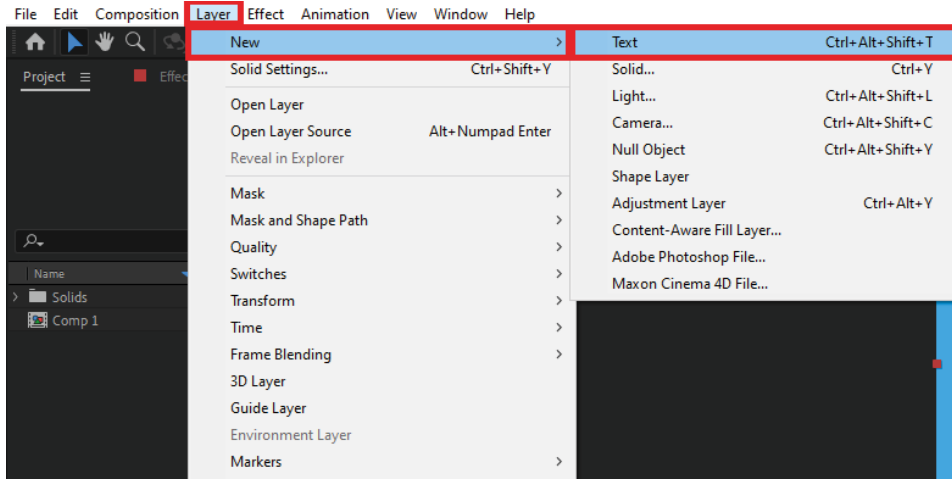 File Edit Composition Layer Effect Animation View Window Help
Project
Effec
Name
Solids
Comp 1
New
Solid Settings... Ctrl+Shift+Y
Open Layer
Open Layer Source Alt+Numpad Enter
Reveal in Explorer
Mask
Mask and Shape Path
Quality
Switches
Transform
Time
Frame Blending
3D Layer
Guide Layer
Environment Layer
Markers
Text Ctrl+Alt+Shift+T
Solid... Ctrl+Y
Light... Ctrl+Alt+Shift+L
Camera... Ctrl+Alt+Shift+C
Null Object Ctrl+Alt+Shift+Y
Shape Layer
Adjustment Layer Ctrl+Alt+Y
Content-Aware Fill Layer...
Adobe Photoshop File...
Maxon Cinema 4D File...